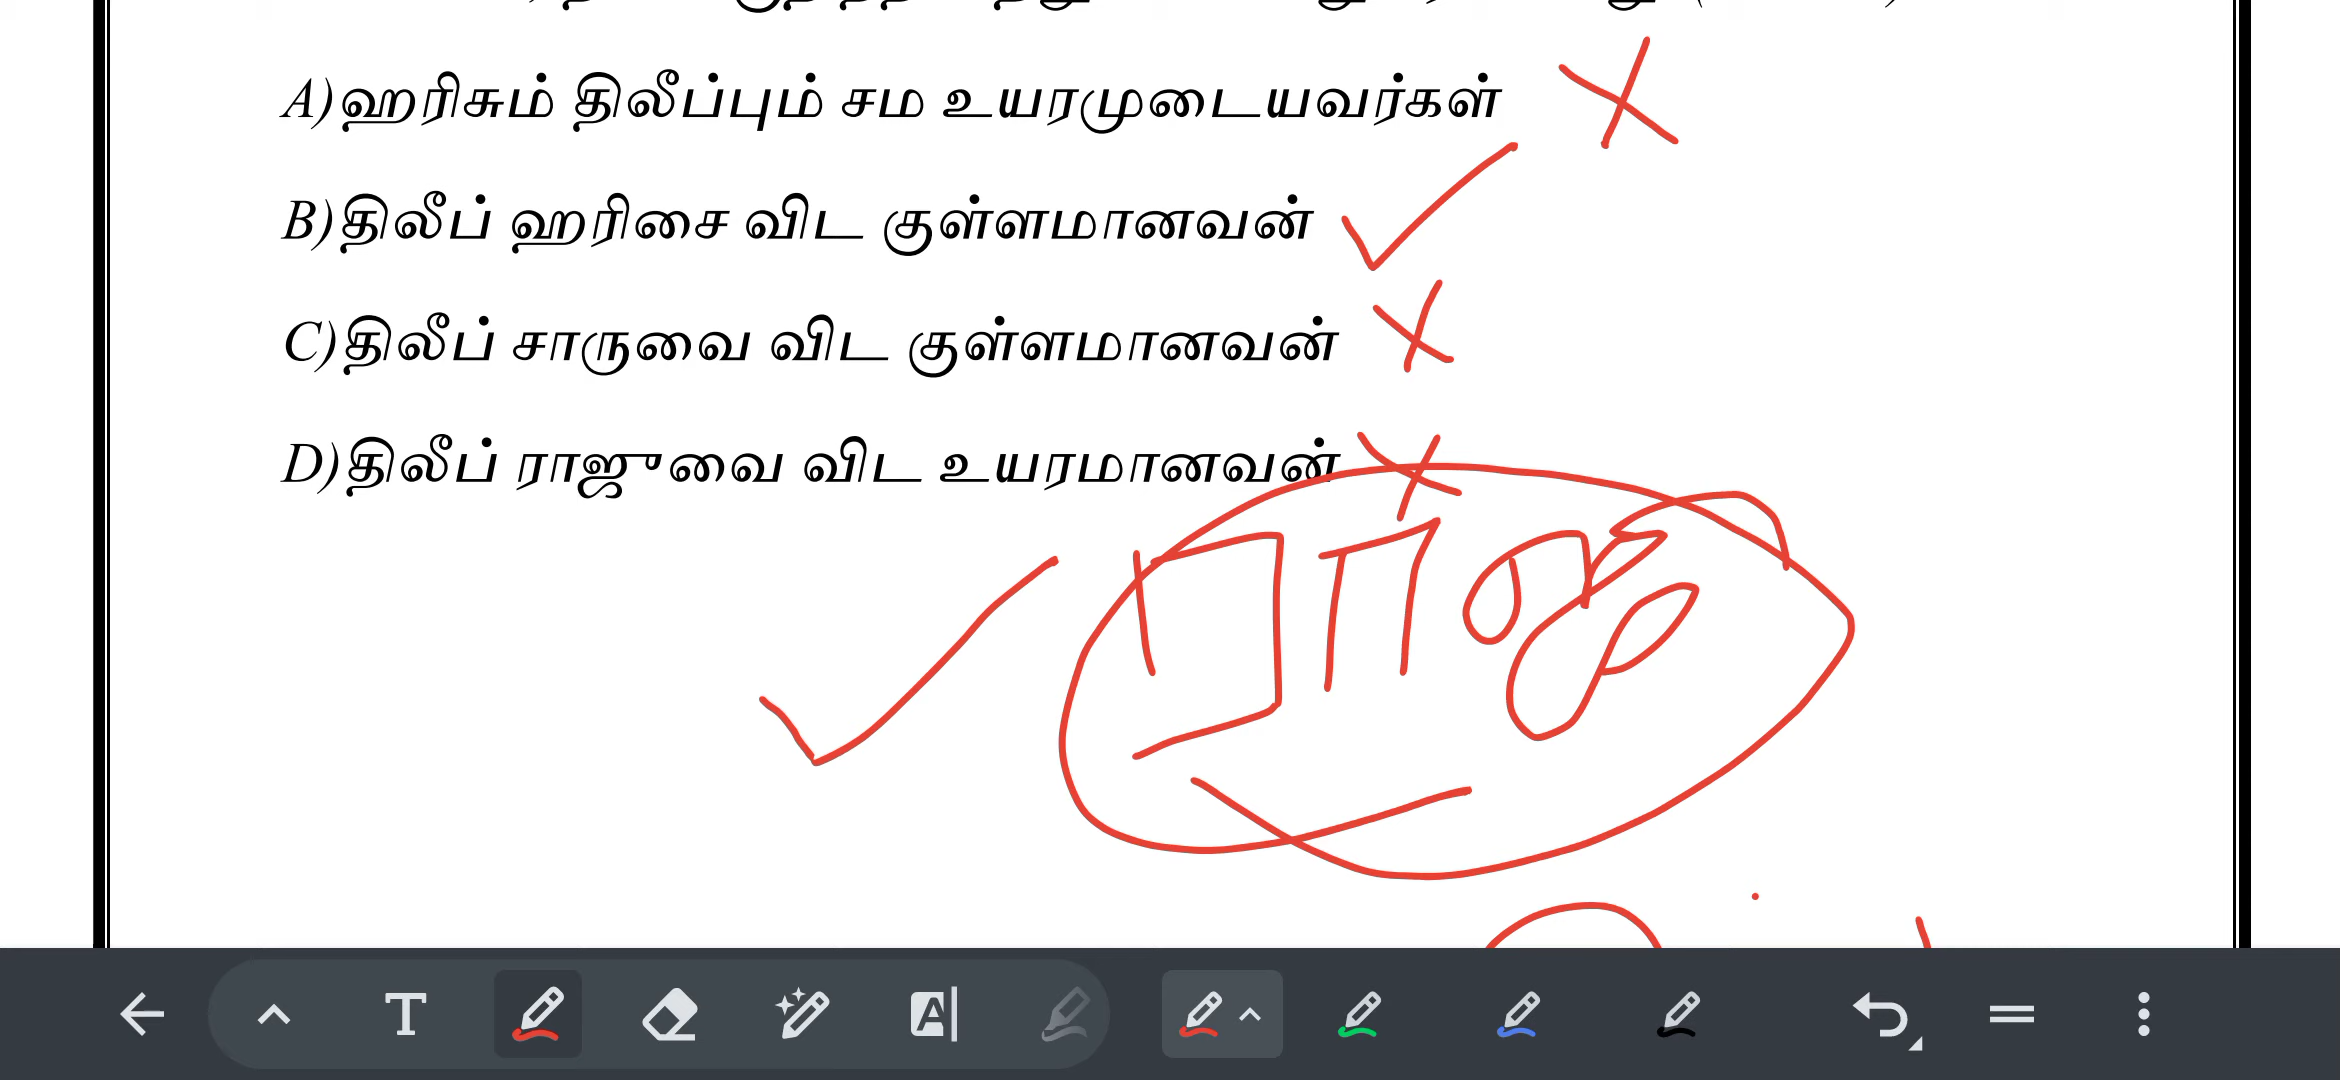 A)ஹரிசும் திலீப்பும் சம உயரமுடையவர்கள்
B)திலீப் ஹரிசை விட குள்ளமானவன்
C)திலீப் சாருவை விட குள்ளமானவன்
D)திலீப் ராஜுவை விட உயரமானவன்